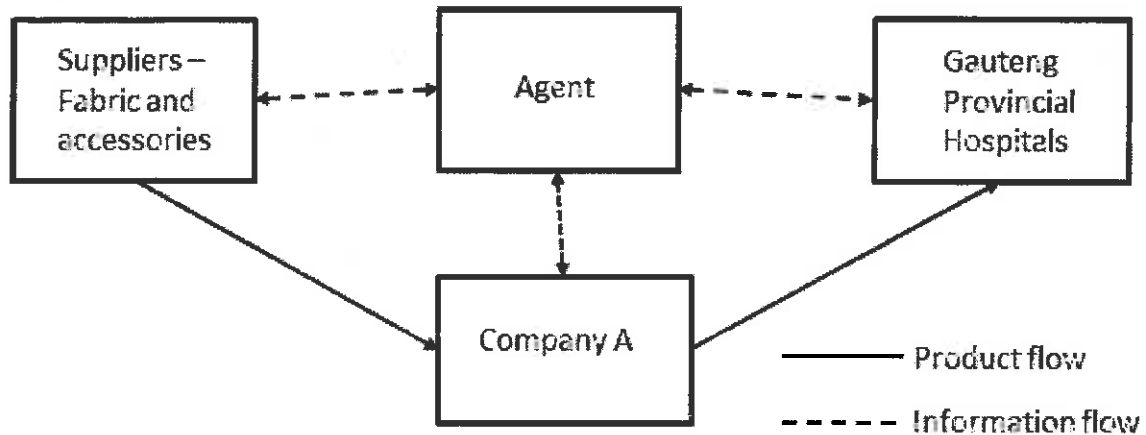 Suppliers –
Fabric and
accessories
Agent
Gauteng
Provincial
Hospitals
Company A
Product flow
Information flow